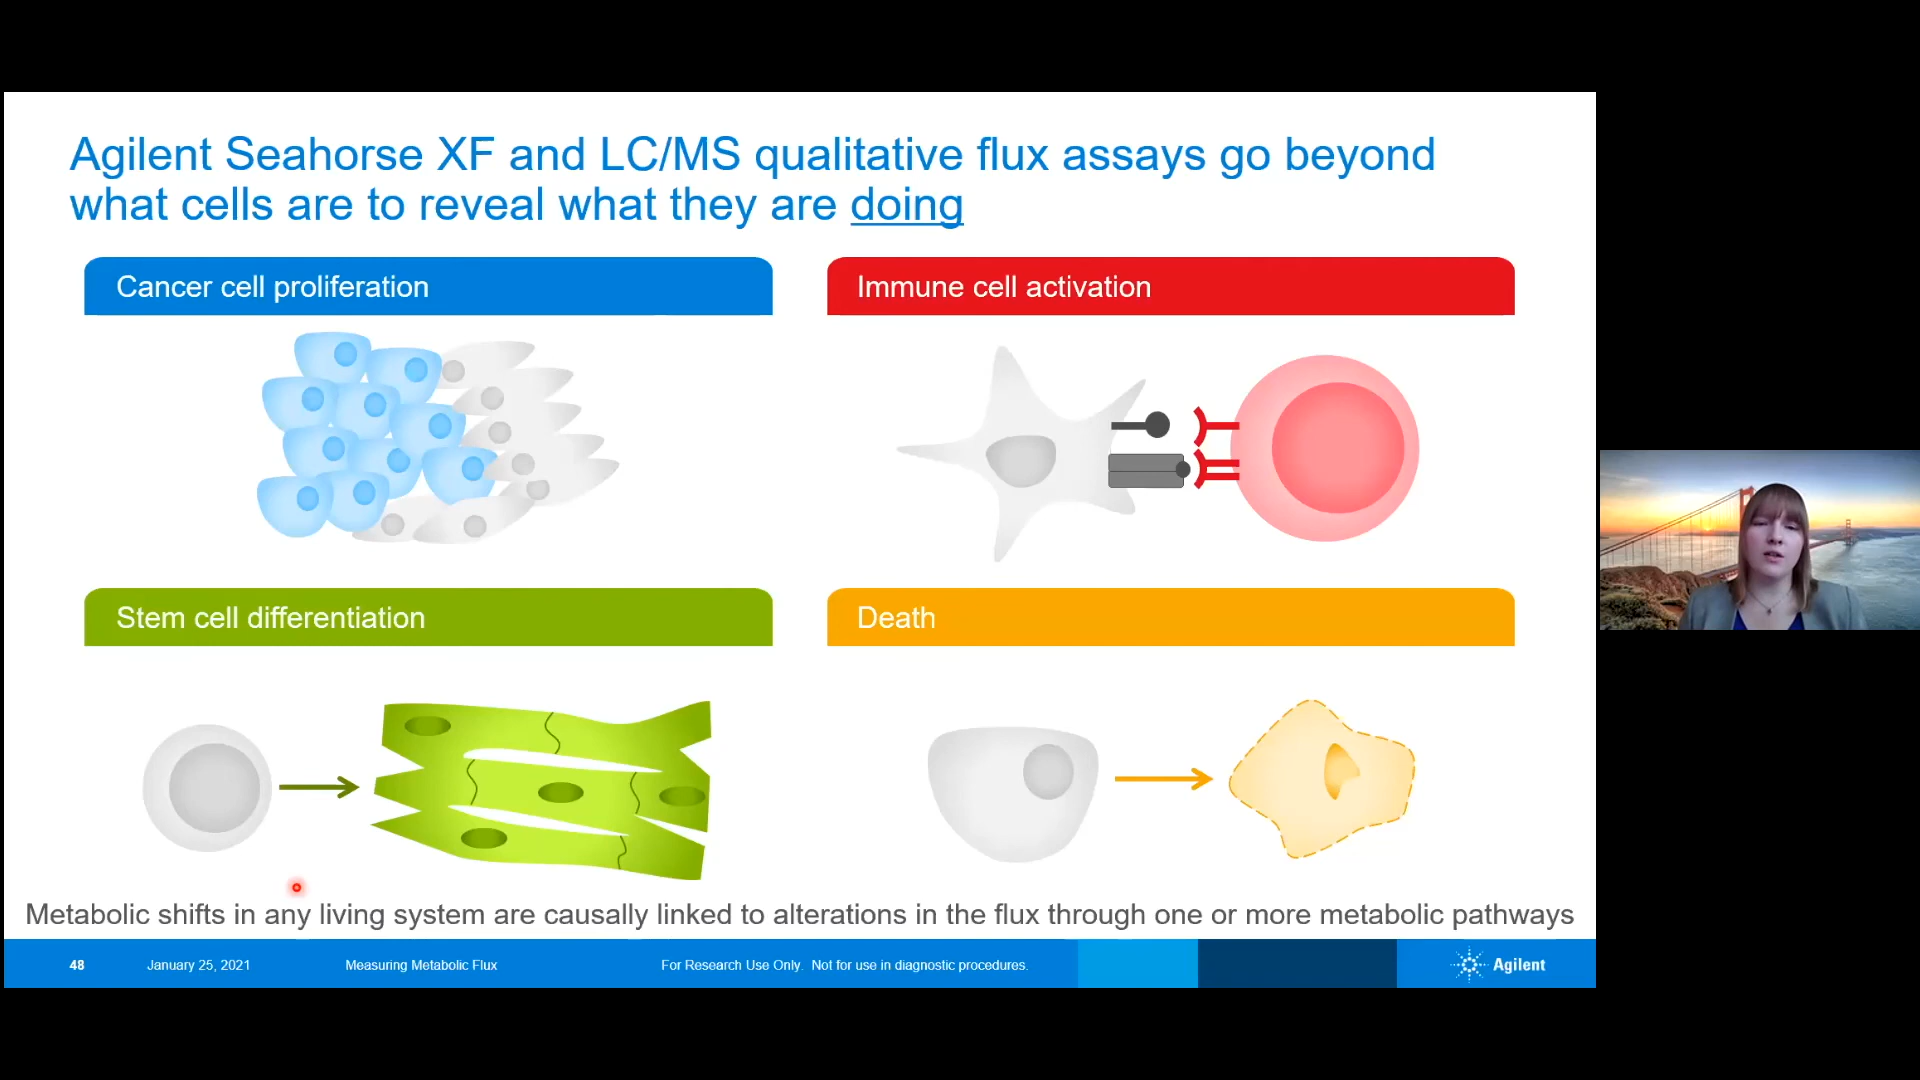 Agilent Seahorse XF and LC/MS qualitative flux assays go beyond
what cells are to reveal what they are doing
Cancer cell proliferation
Immune cell activation
Stem cell differentiation
Death
Metabolic shifts in any living system are causally linked to alterations in the flux through one or more metabolic pathways
48 January 25, 2021 Measuring Metabolic Flux For Research Use Only. Not for use in diagnostic procedures. Agilent